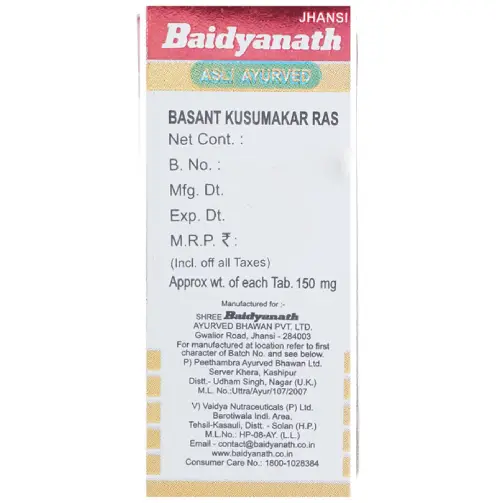 JHANSI
Baidyanath
ASLI AYURVED
BASANT KUSUMAKAR RAS
Net Cont. :
B. No. :
Mfg. Dt.
Exp. Dt.
M.R.P. ₹ :
(Incl. off all Taxes)
Approx wt. of each Tab. 150 mg
Manufactured for :-
SHREE Baidyanath
AYURVED BHAWAN PVT. LTD.
Gwalior Road, Jhansi - 284003
For manufactured at location refer to first
character of Batch No. and see below.
P) Peethambra Ayurved Bhawan Ltd.
Server Khera, Kashipur
Distt.- Udham Singh, Nagar (U.K.)
M.L. No.:Uttra/Ayur/107/2007
V) Vaidya Nutraceuticals (P) Ltd.
Barotiwala Indl. Area,
Tehsil-Kasauli, Distt. - Solan (H.P.)
M.L.No.: HP-08-AY. (L.L.)
Email - contact@baidyanath.co.in
www.baidyanath.co.in
Consumer Care No.: 1800-1028384